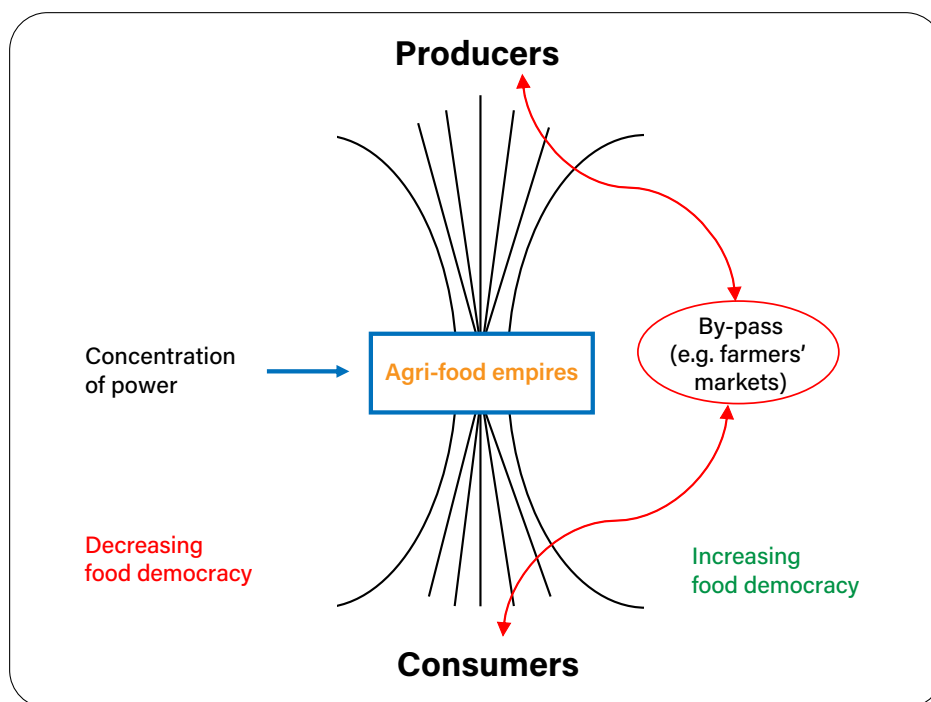 Producers
By-pass
(e.g. farmers’
markets)
Concentration
of power
Agri-food empires
Decreasing
food democracy
Increasing
food democracy
Consumers